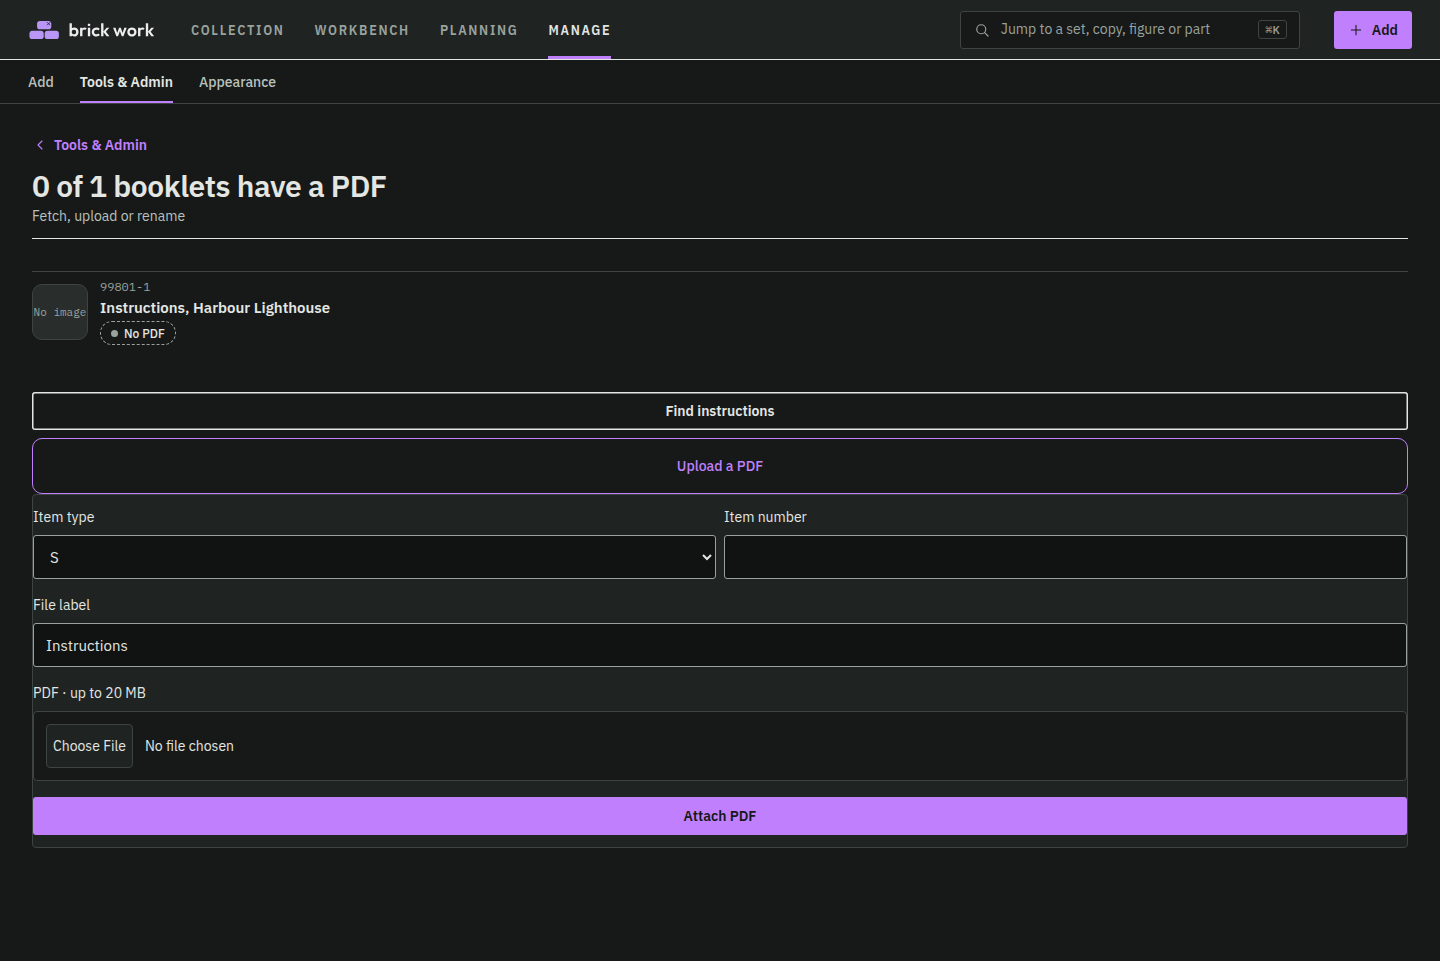 brick work
COLLECTION
WORKBENCH
PLANNING
MANAGE
Jump to a set, copy, figure or part
⌘K
Add
Add
Tools & Admin
Appearance
Tools & Admin
0 of 1 booklets have a PDF
Fetch, upload or rename
No image
99801-1
Instructions, Harbour Lighthouse
No PDF
Find instructions
Upload a PDF
Item type
Item number
S
File label
Instructions
PDF · up to 20 MB
Choose File
No file chosen
Attach PDF